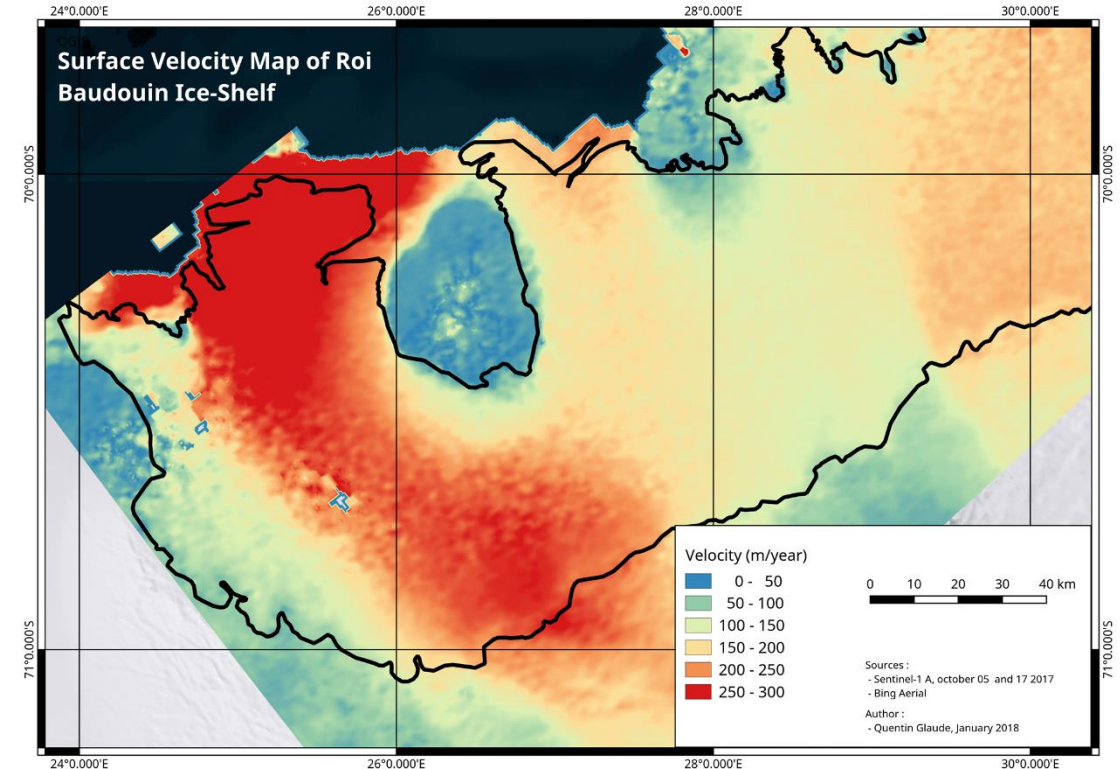 24°0.000'E
26°0.000'E
28°0.000'E
30°0.000'E
Surface Velocity Map of Roi
Baudouin Ice-Shelf
70°0.000'S
70°0.000'S
Velocity (m/year)
0 - 50
50 - 100
100 - 150
150 - 200
200 - 250
250 - 300
0 10 20 30 40 km
Sources :
- Sentinel-1 A, october 05 and 17 2017
- Bing Aerial
Author :
- Quentin Glaude, January 2018
71°0.000'S
71°0.000'S
24°0.000'E
26°0.000'E
28°0.000'E
30°0.000'E